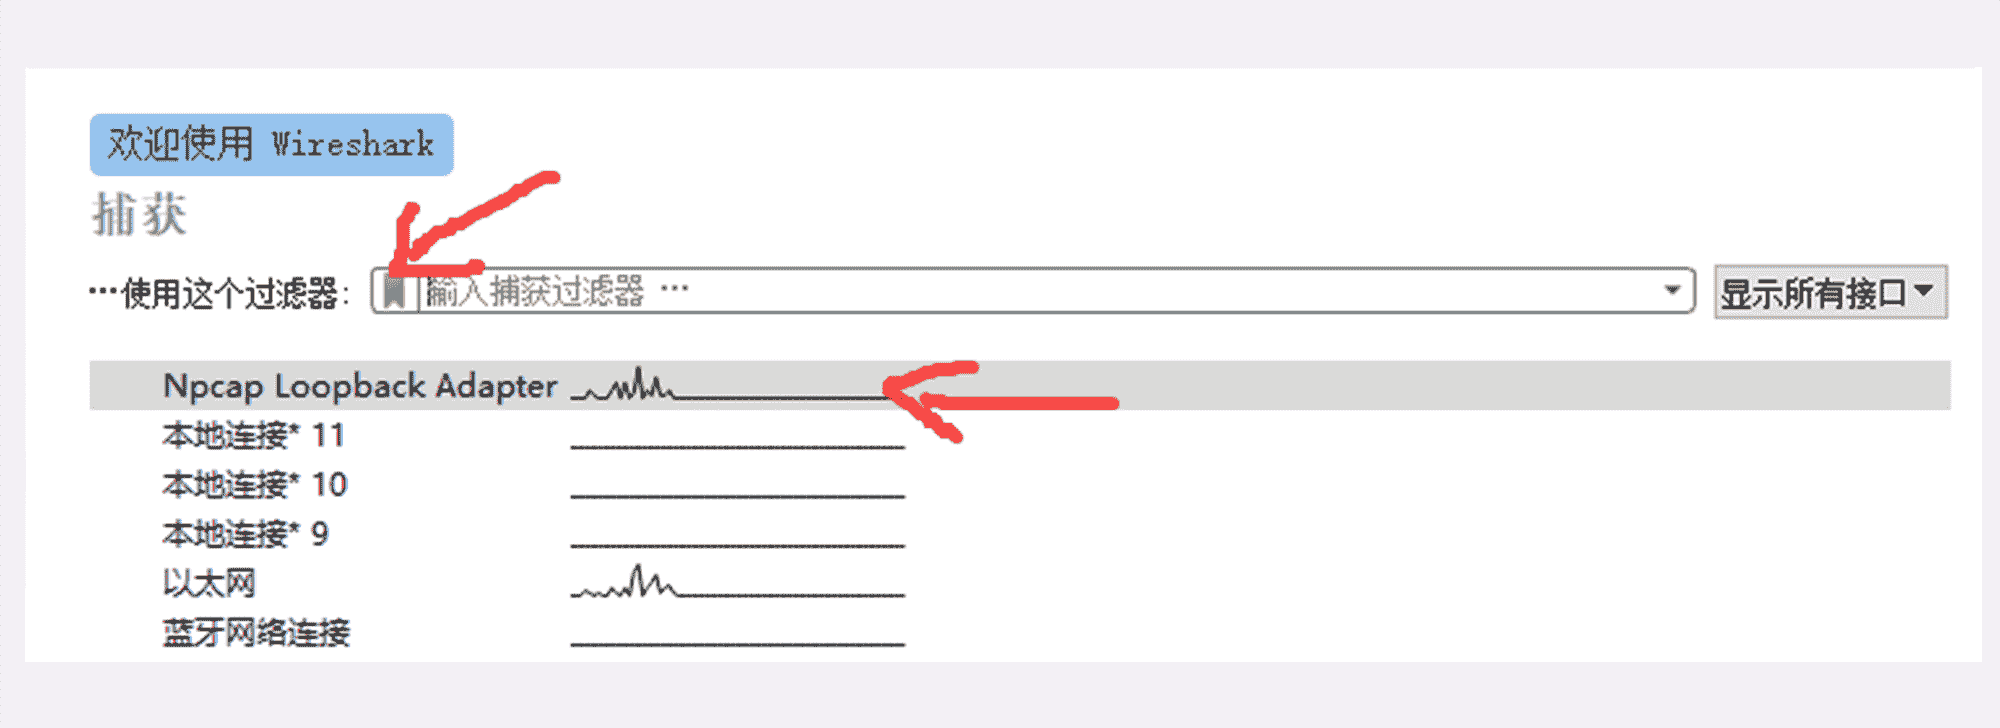 欢迎使用 Wireshark
捕获
…使用这个过滤器： 输入捕获过滤器 … 显示所有接口
Npcap Loopback Adapter
本地连接* 11
本地连接* 10
本地连接* 9
以太网
蓝牙网络连接